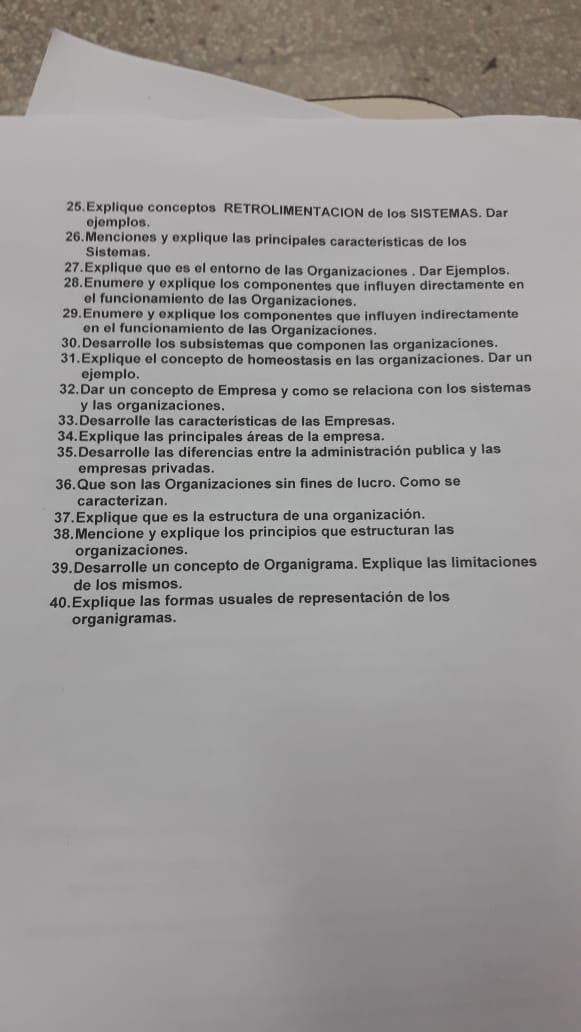 25.Explique conceptos RETROLIMENTACION de los SISTEMAS. Dar
ejemplos.
26.Menciones y explique las principales características de los
Sistemas.
27.Explique que es el entorno de las Organizaciones . Dar Ejemplos.
28.Enumere y explique los componentes que influyen directamente en
el funcionamiento de las Organizaciones.
29.Enumere y explique los componentes que influyen indirectamente
en el funcionamiento de las Organizaciones.
30.Desarrolle los subsistemas que componen las organizaciones.
31.Explique el concepto de homeostasis en las organizaciones. Dar un
ejemplo.
32.Dar un concepto de Empresa y como se relaciona con los sistemas
y las organizaciones.
33.Desarrolle las características de las Empresas.
34.Explique las principales áreas de la empresa.
35.Desarrolle las diferencias entre la administración publica y las
empresas privadas.
36.Que son las Organizaciones sin fines de lucro. Como se
caracterizan.
37.Explique que es la estructura de una organización.
38.Mencione y explique los principios que estructuran las
organizaciones.
39.Desarrolle un concepto de Organigrama. Explique las limitaciones
de los mismos.
40.Explique las formas usuales de representación de los
organigramas.